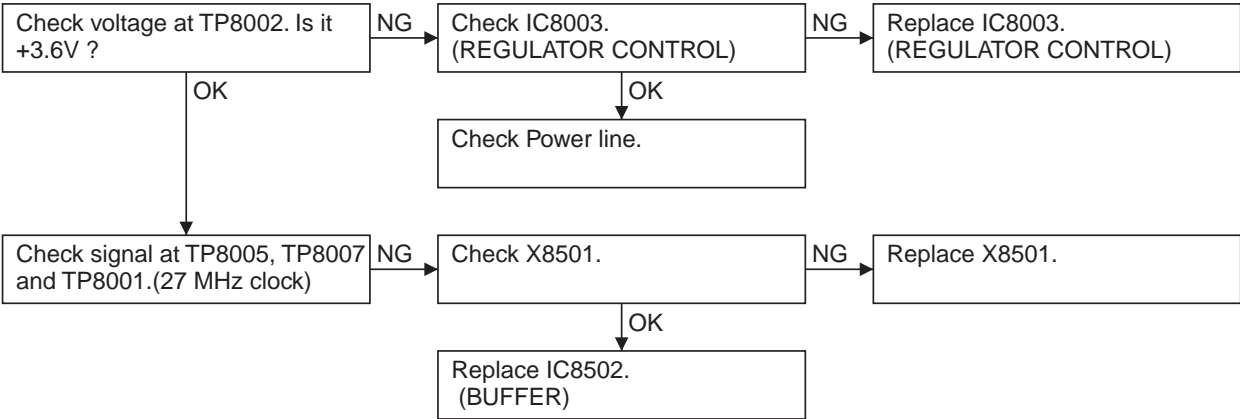 Check voltage at TP8002. Is it
+3.6V ?
NG
Check IC8003.
(REGULATOR CONTROL)
NG
Replace IC8003.
(REGULATOR CONTROL)
OK
OK
Check Power line.
Check signal at TP8005, TP8007
and TP8001.(27 MHz clock)
NG
Check X8501.
NG
Replace X8501.
OK
Replace IC8502.
(BUFFER)